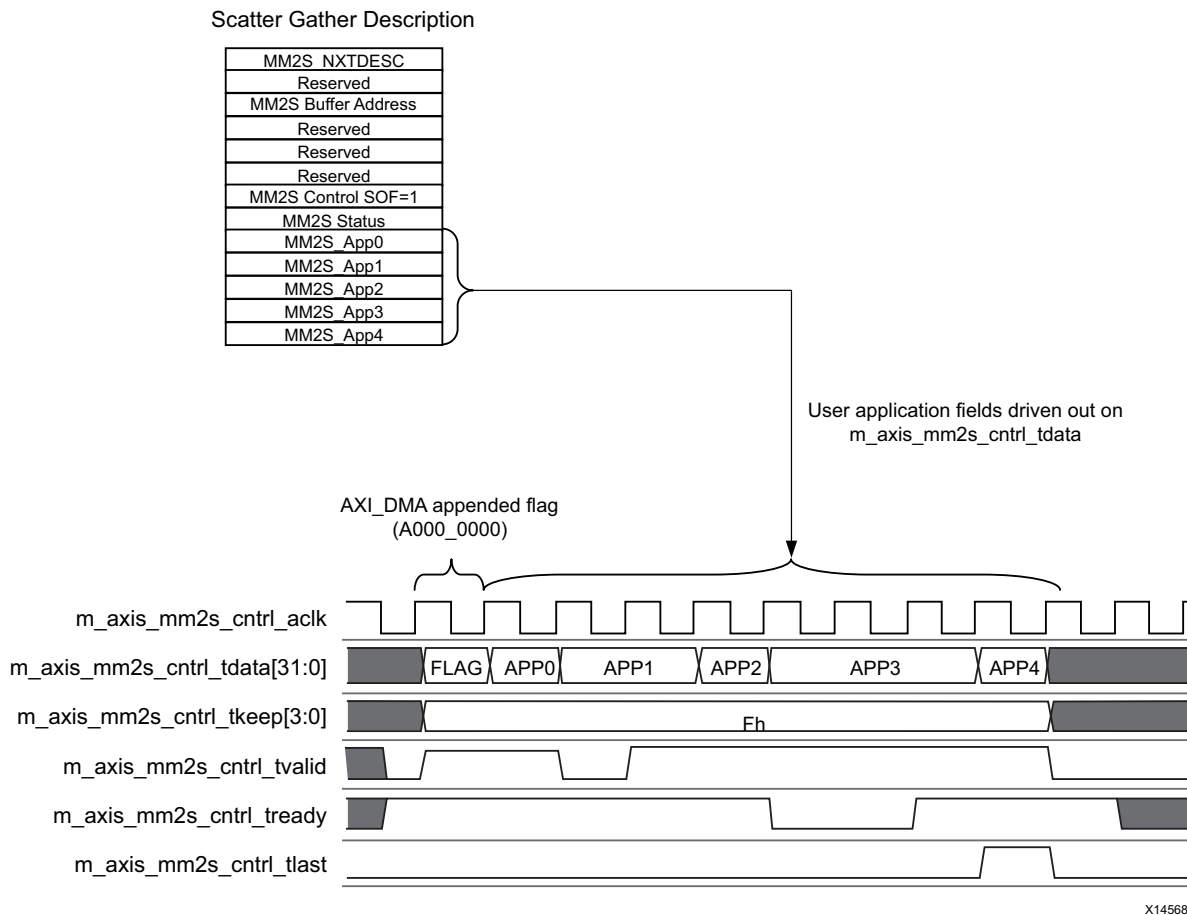 Scatter Gather Description
MM2S_NXTDESC
Reserved
MM2S Buffer Address
Reserved
Reserved
Reserved
MM2S Control SOF=1
MM2S Status
MM2S_App0
MM2S_App1
MM2S_App2
MM2S_App3
MM2S_App4
User application fields driven out on
m_axis_mm2s_cntrl_tdata
AXI_DMA appended flag
(A000_0000)
m_axis_mm2s_cntrl_aclk
m_axis_mm2s_cntrl_tdata[31:0]
FLAG APP0 APP1 APP2 APP3 APP4
m_axis_mm2s_cntrl_tkeep[3:0]
Fh
m_axis_mm2s_cntrl_tvalid
m_axis_mm2s_cntrl_tready
m_axis_mm2s_cntrl_tlast
X14568